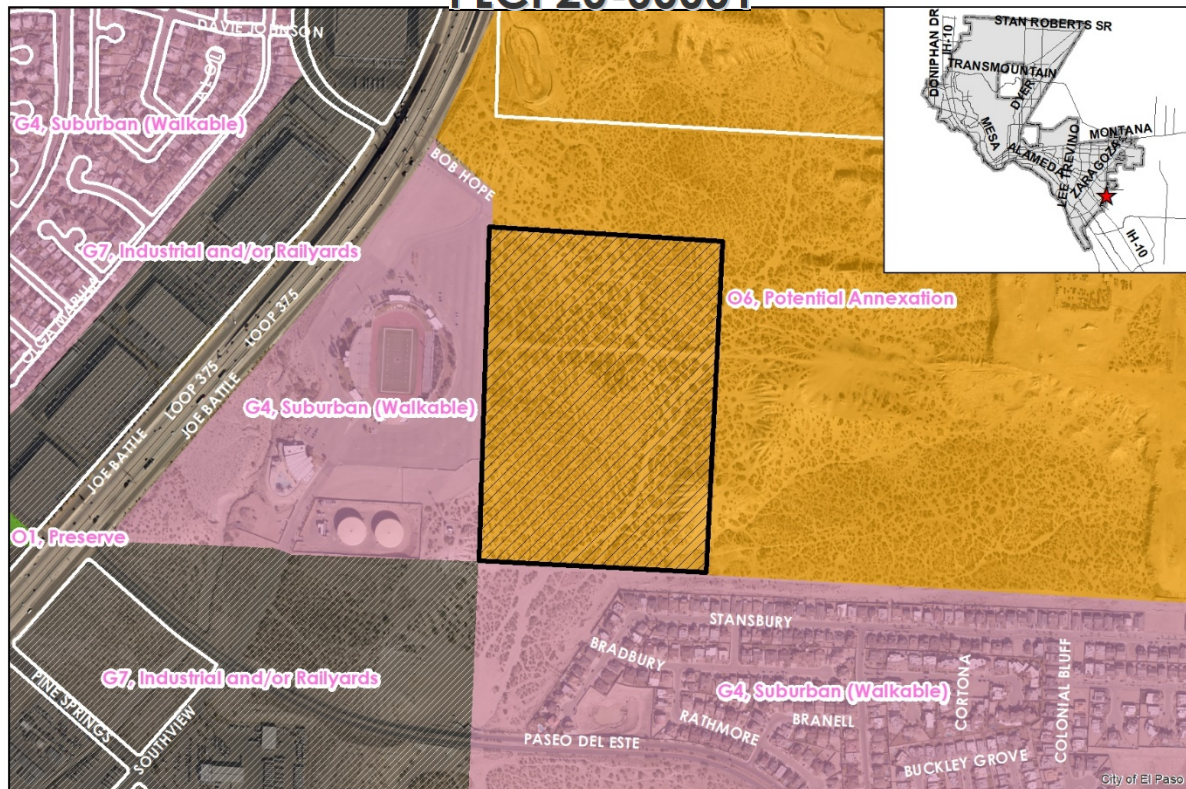 DAVIE JOHNSON
ALGU
G4, Suburban (Walkable)
BOB HOPE
G7, Industrial and/or Railyards
LOOP 375
O6, Potential Annexation
LOOP 375
JOE BATTLE
G4, Suburban (Walkable)
JOE BATTLE
O1, Preserve
STANSBURY
BRADBURY
CORTONA
COLONIAL BLUFF
G4, Suburban (Walkable)
G7, Industrial and/or Railyards
PINE SPRINGS
SOUTHVIEW
RATHMORE
BRANELL
PASEO DEL ESTE
BUCKLEY GROVE
City of El Paso
DONIPHAN DR
IH-10
STAN ROBERTS SR
TRANSMOUNTAIN
DYER
MESA
ALAMEDA
LEE TREVINO
ZARAGOZA
MONTANA
IH-10